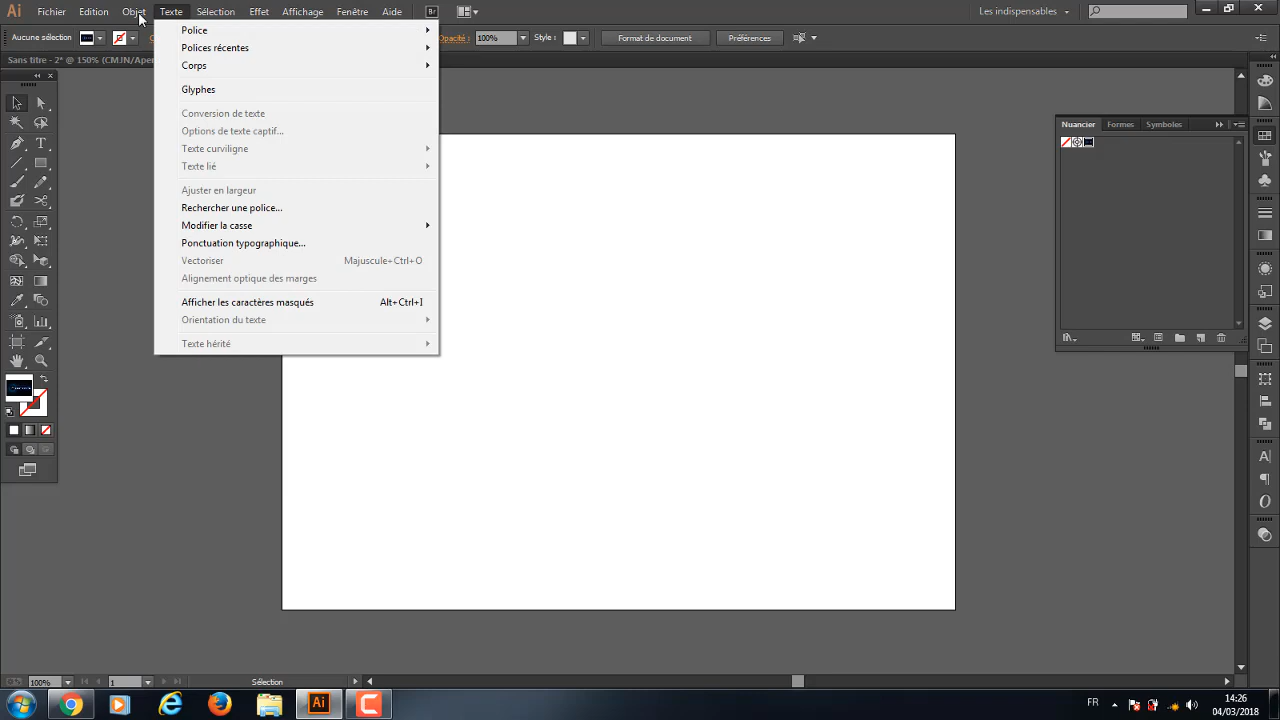 Ai Fichier Edition Objet Texte Sélection Effet Affichage Fenêtre Aide Br Les indispensables
Aucune sélection Opacité : 100% Style : Format de document Préférences
Sans titre - 2* @ 150% (CMJN/Aper
Police
Polices récentes
Corps
Glyphes
Conversion de texte
Options de texte captif...
Texte curviligne
Texte lié
Ajuster en largeur
Rechercher une police...
Modifier la casse
Ponctuation typographique...
Vectoriser Majuscule+Ctrl+O
Alignement optique des marges
Afficher les caractères masqués Alt+Ctrl+I
Orientation du texte
Texte hérité
Nuancier Formes Symboles
100% 1 Sélection
Ai FR 14:26
04/03/2018